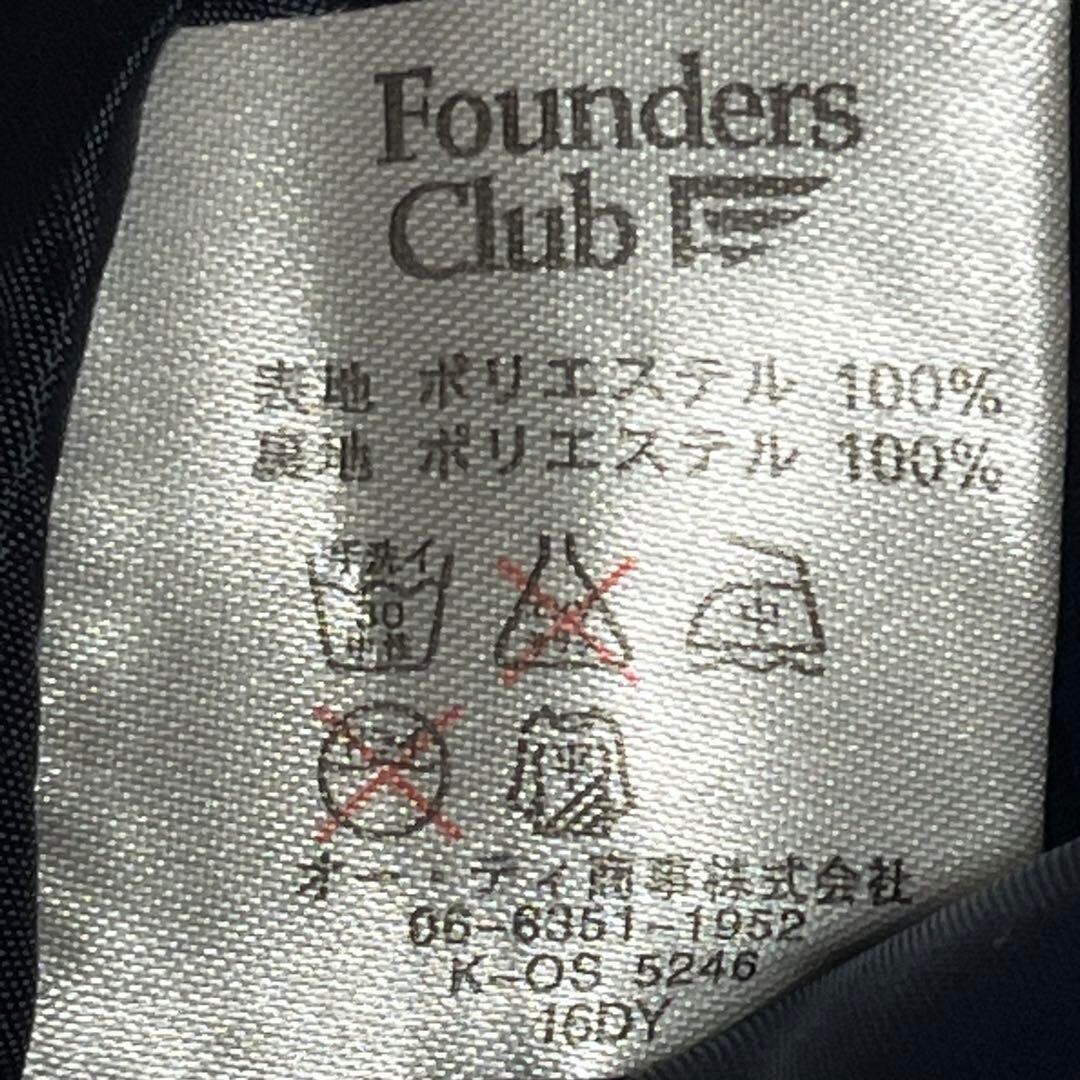 Founders
Club
表地 ポリエステル 100%
裏地 ポリエステル 100%
手洗イ
30
中性
中
平
オー・ディ商事株式会社
06-6351-1952
K-OS 5246
16DY